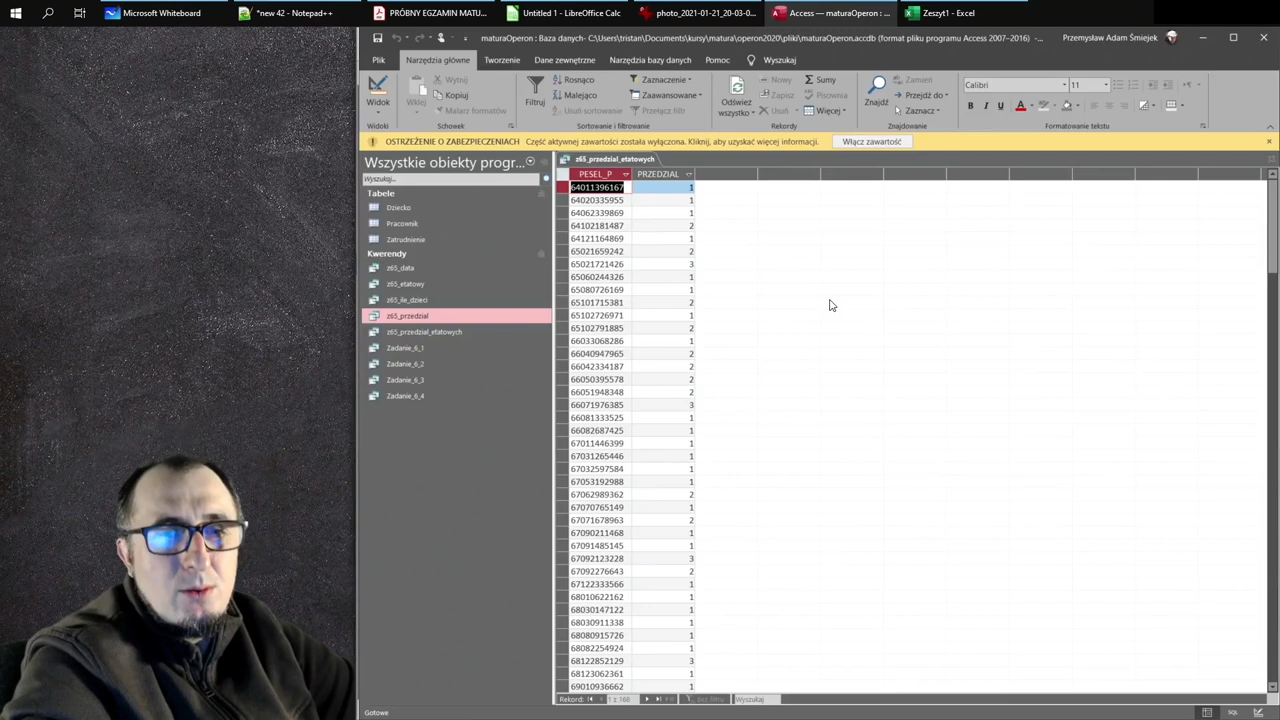 Microsoft Whiteboard
*new 42 - Notepad++
PRÓBNY EGZAMIN MATU...
Untitled 1 - LibreOffice Calc
photo_2021-01-21_20-03-0...
Access — maturaOperon : ...
Zeszyt1 - Excel
maturaOperon : Baza danych- C:\Users\tristan\Documents\kursy\matura\operon2020\pliki\maturaOperon.accdb (format pliku programu Access 2007–2016) -...
Przemysław Adam Śmiejek
Plik
Narzędzia główne
Tworzenie
Dane zewnętrzne
Narzędzia bazy danych
Pomoc
Wyszukaj
Widok
Wklej
Wytnij
Kopiuj
Malarz formatów
Filtruj
Rosnąco
Malejąco
Usuń sortowanie
Zaznaczenie
Zaawansowane
Przełącz filtr
Odśwież wszystko
Nowy
Zapisz
Usuń
Sumy
Pisownia
Więcej
Znajdź
Zamień
Przejdź do
Zaznacz
Calibri
11
B I U
Widoki
Schowek
Sortowanie i filtrowanie
Rekordy
Znajdowanie
Formatowanie tekstu
OSTRZEŻENIE O ZABEZPIECZENIACH Część aktywnej zawartości została wyłączona. Kliknij, aby uzyskać więcej informacji.
Włącz zawartość
Wszystkie obiekty progr...
Wyszukaj...
Tabele
Dziecko
Pracownik
Zatrudnienie
Kwerendy
z65_data
z65_etatowy
z65_ile_dzieci
z65_przedzial
z65_przedzial_etatowych
Zadanie_6_1
Zadanie_6_2
Zadanie_6_3
Zadanie_6_4
z65_przedzial_etatowych
PESEL_P PRZEDZIAL
64011396167 1
64020335955 1
64062339869 1
64102181487 2
64121164869 1
65021659242 2
65021721426 3
65060244326 1
65080726169 1
65101715381 2
65102726971 1
65102791885 2
66033068286 1
66040947965 2
66042334187 2
66050395578 2
66051948348 2
66071976385 3
66081333525 1
66082687425 1
67011446399 1
67031265446 1
67032597584 1
67053192988 1
67062989362 2
67070765149 1
67071678963 2
67090211468 1
67091485145 1
67092123228 3
67092276643 2
67122333566 1
68010622162 1
68030147122 1
68030911338 1
68080915726 1
68082254924 1
68122852129 3
68123062361 1
69010936662 1
Rekord: 1 z 168
Bez filtru
Wyszukaj
Gotowe
SQL